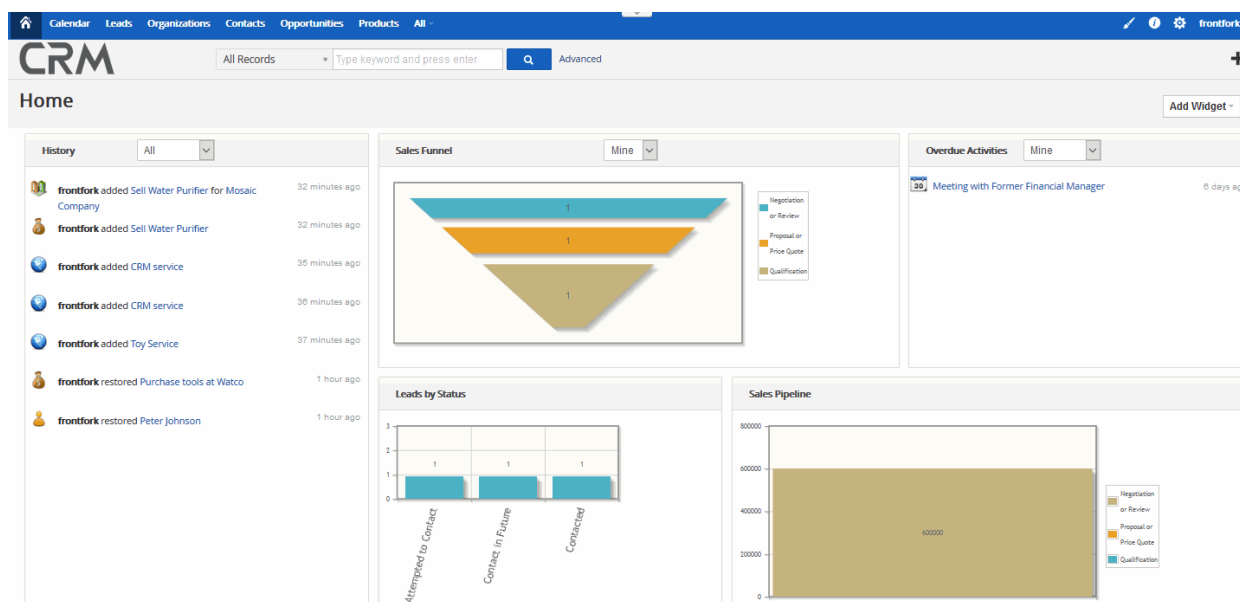 Calendar Leads Organizations Contacts Opportunities Products All
frontfork
CRM
All Records Type keyword and press enter Advanced
Home
Add Widget
History All
frontfork added Sell Water Purifier for Mosaic 32 minutes ago
Company
frontfork added Sell Water Purifier 32 minutes ago
frontfork added CRM service 35 minutes ago
frontfork added CRM service 36 minutes ago
frontfork added Toy Service 37 minutes ago
frontfork restored Purchase tools at Watco 1 hour ago
frontfork restored Peter Johnson 1 hour ago
Sales Funnel Mine
1
1
1
Negotiation
or Review
Proposal or
Price Quote
Qualification
Overdue Activities Mine
30 Meeting with Former Financial Manager 6 days ag
Leads by Status
3
2
1
0
1 1 1
Attempted to Contact
Contact in Future
Contacted
Sales Pipeline
800000
600000
400000
200000
0
600000
Negotiation
or Review
Proposal or
Price Quote
Qualification